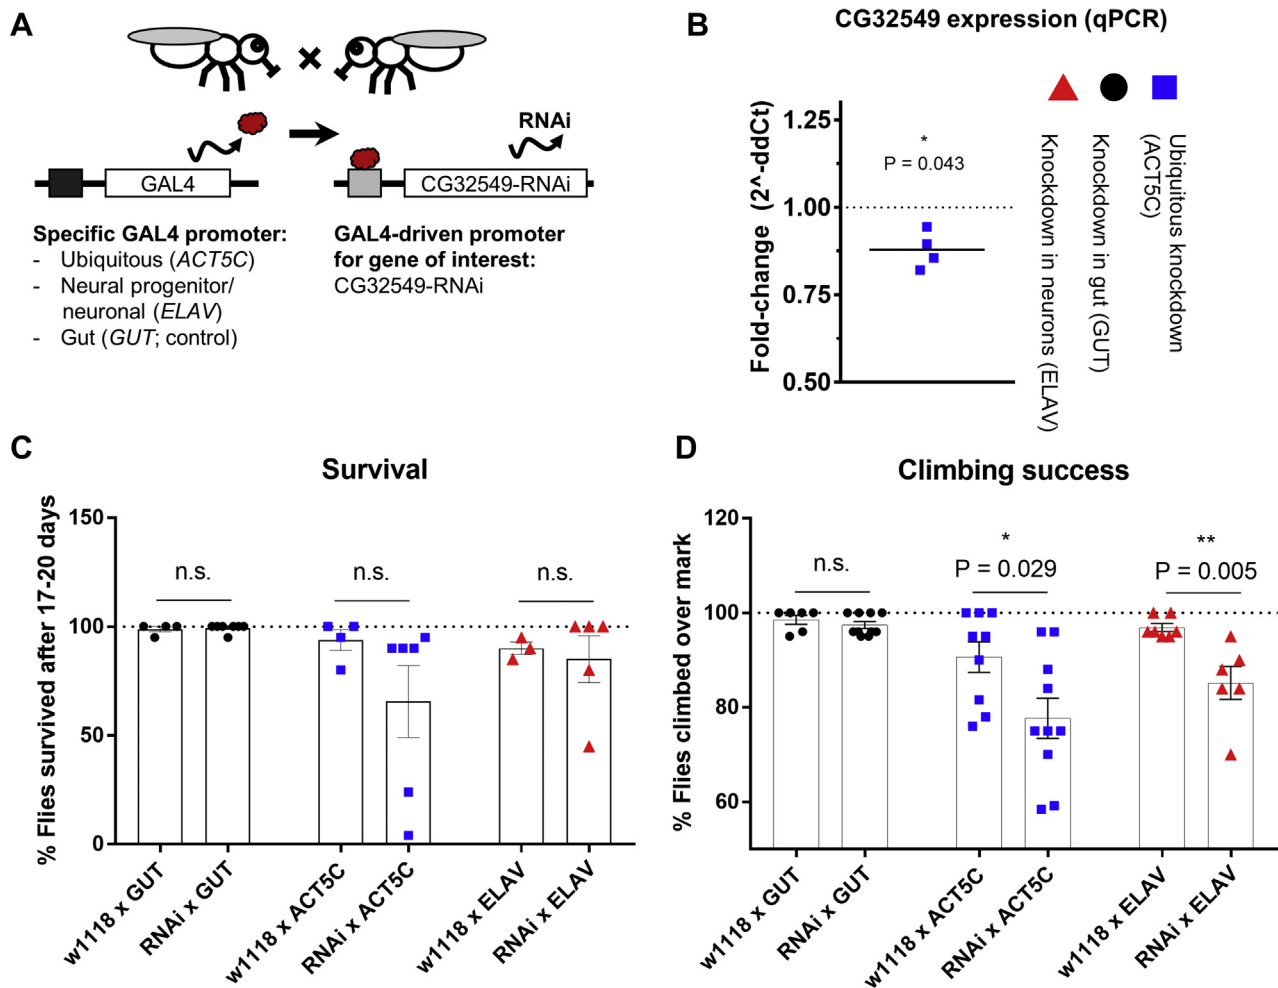 A
RNAi
GAL4
CG32549-RNAi
Specific GAL4 promoter:
- Ubiquitous (ACT5C)
- Neural progenitor/
neuronal (ELAV)
- Gut (GUT; control)
GAL4-driven promoter
for gene of interest:
CG32549-RNAi
B
CG32549 expression (qPCR)
Fold-change (2^-ddCt)
1.25
1.00
0.75
0.50
*
P = 0.043
Knockdown in neurons (ELAV)
Knockdown in gut (GUT)
Ubiquitous knockdown
(ACT5C)
C
Survival
% Flies survived after 17-20 days
150
100
50
0
n.s.
n.s.
n.s.
w1118 x GUT
RNAi x GUT
w1118 x ACT5C
RNAi x ACT5C
w1118 x ELAV
RNAi x ELAV
D
Climbing success
% Flies climbed over mark
120
100
80
60
n.s.
*
P = 0.029
**
P = 0.005
w1118 x GUT
RNAi x GUT
w1118 x ACT5C
RNAi x ACT5C
w1118 x ELAV
RNAi x ELAV